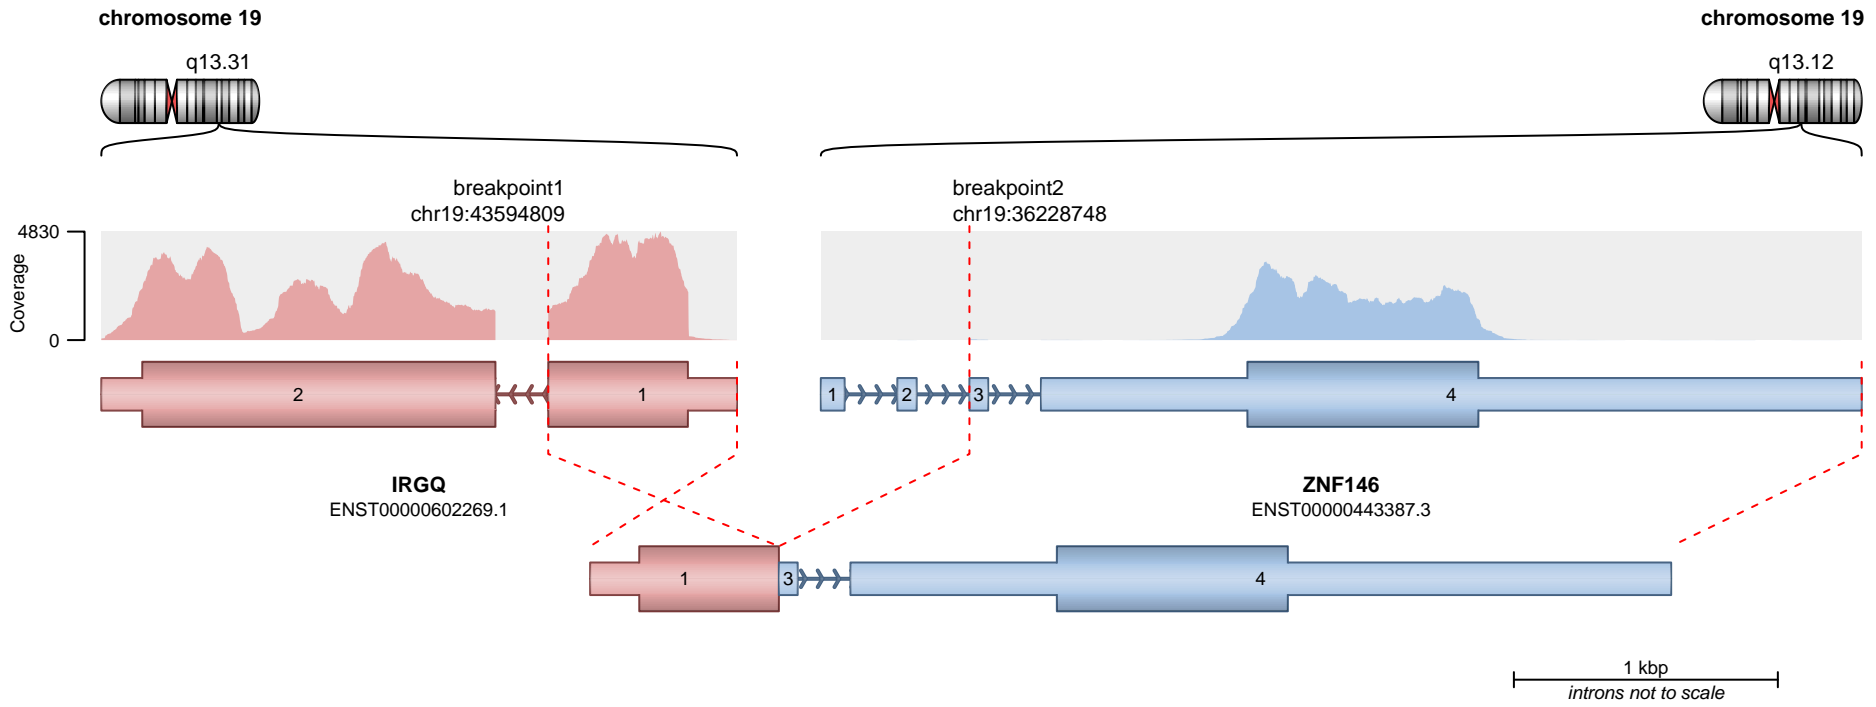 chromosome 19
chromosome 19
q13.31
q13.12
breakpoint1
chr19:43594809
breakpoint2
chr19:36228748
4830
Coverage
0
2
1
1
2
3
4
IRGQ
ENST00000602269.1
ZNF146
ENST00000443387.3
1
3
4
1 kbp
introns not to scale